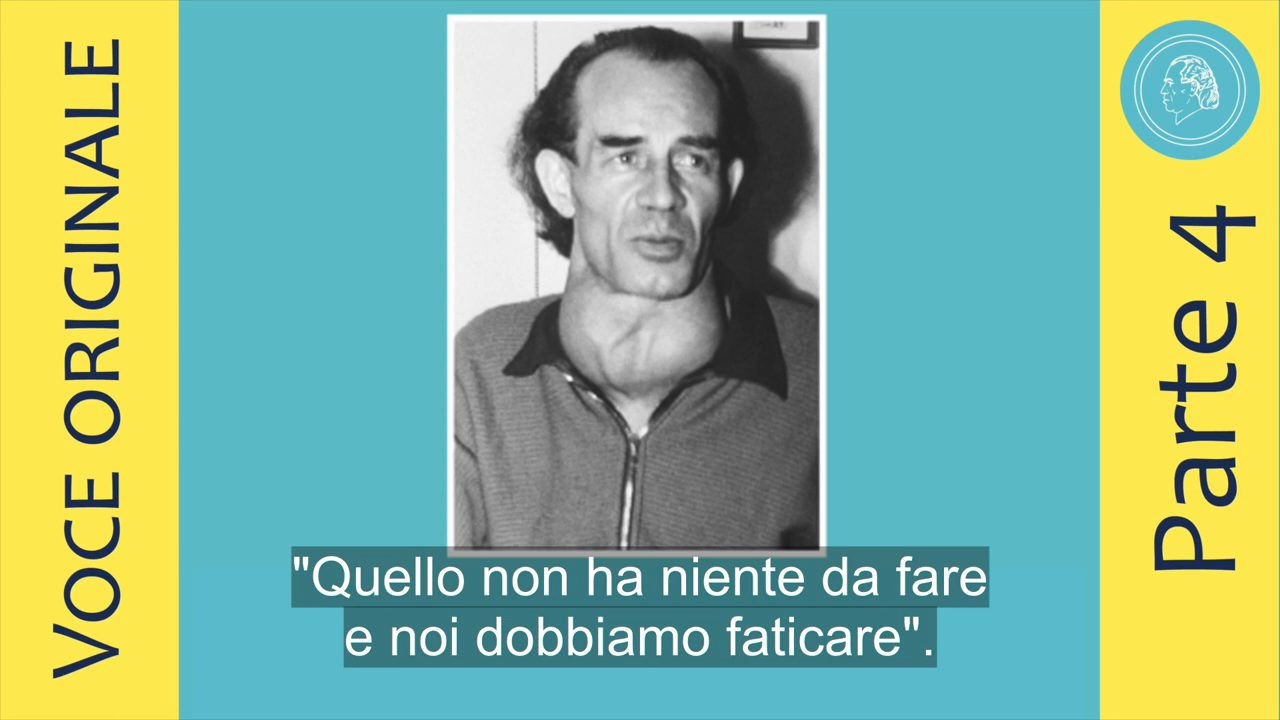 VOCE ORIGINALE
Parte 4
"Quello non ha niente da fare
e noi dobbiamo faticare".